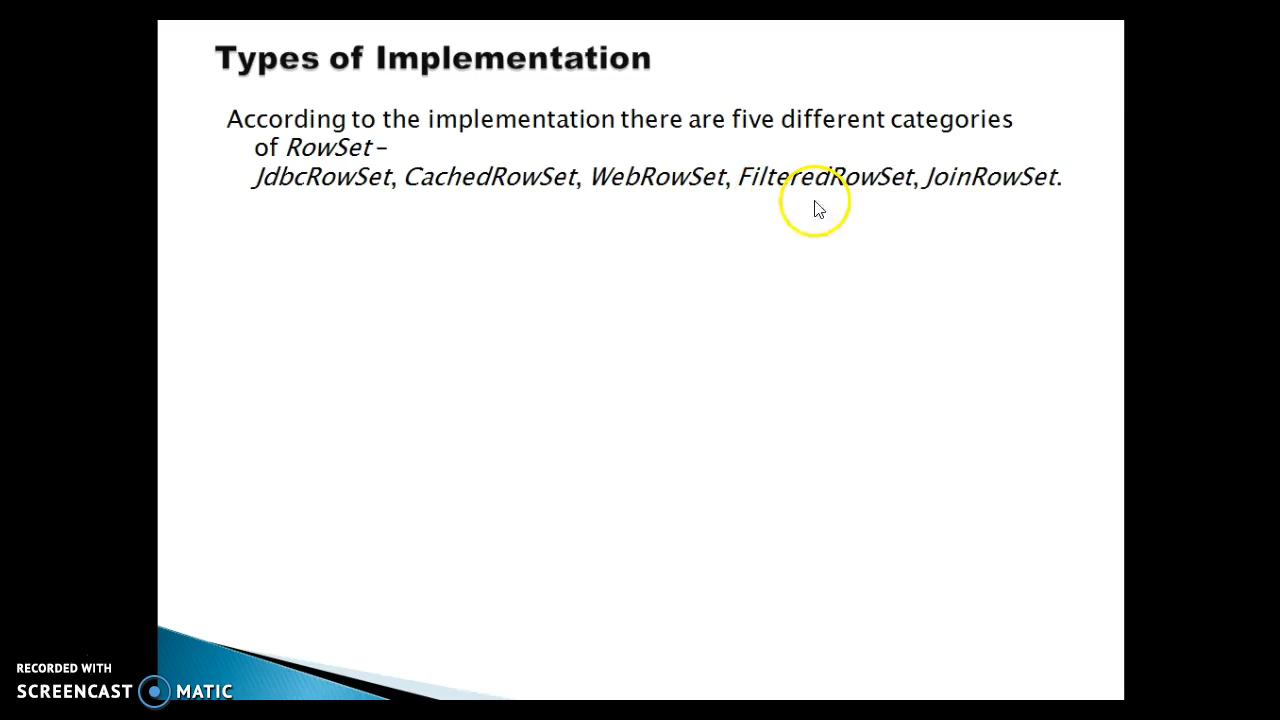 Types of Implementation
According to the implementation there are five different categories
of RowSet –
JdbcRowSet, CachedRowSet, WebRowSet, FilteredRowSet, JoinRowSet.
RECORDED WITH
SCREENCAST MATIC